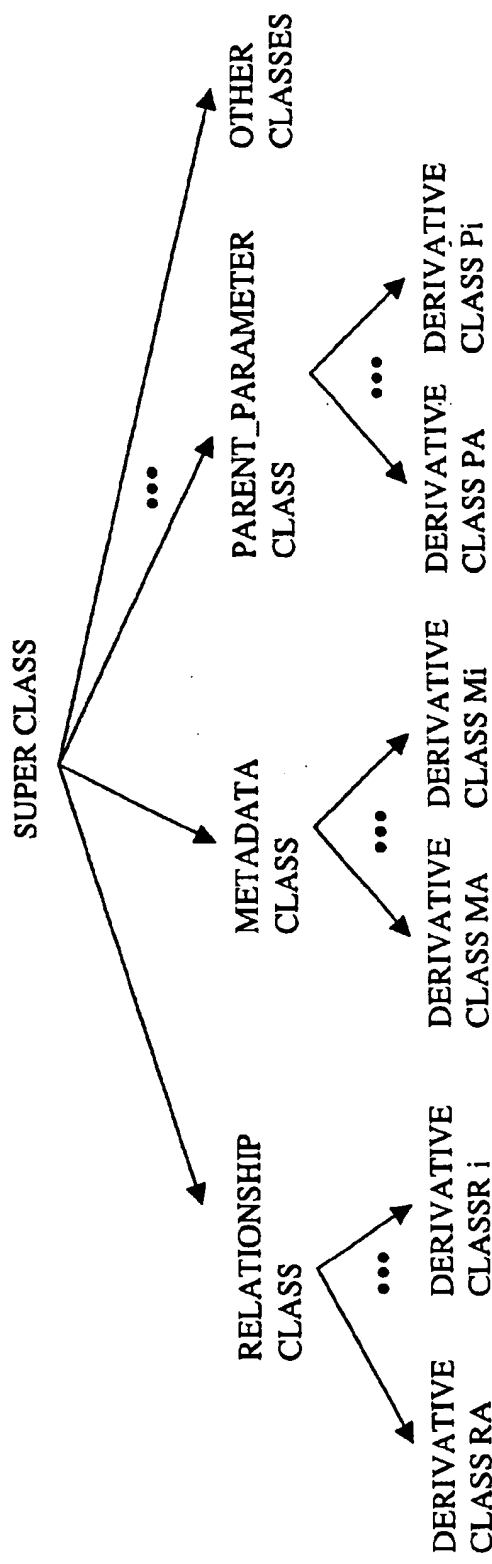 SUPER CLASS
•••
RELATIONSHIP
CLASS
METADATA
CLASS
PARENT_PARAMETER
CLASS
OTHER
CLASSES
•••
•••
•••
DERIVATIVE
CLASS RA
DERIVATIVE
CLASSR i
DERIVATIVE
CLASS MA
DERIVATIVE
CLASS Mi
DERIVATIVE
CLASS PA
DERIVATIVE
CLASS Pi